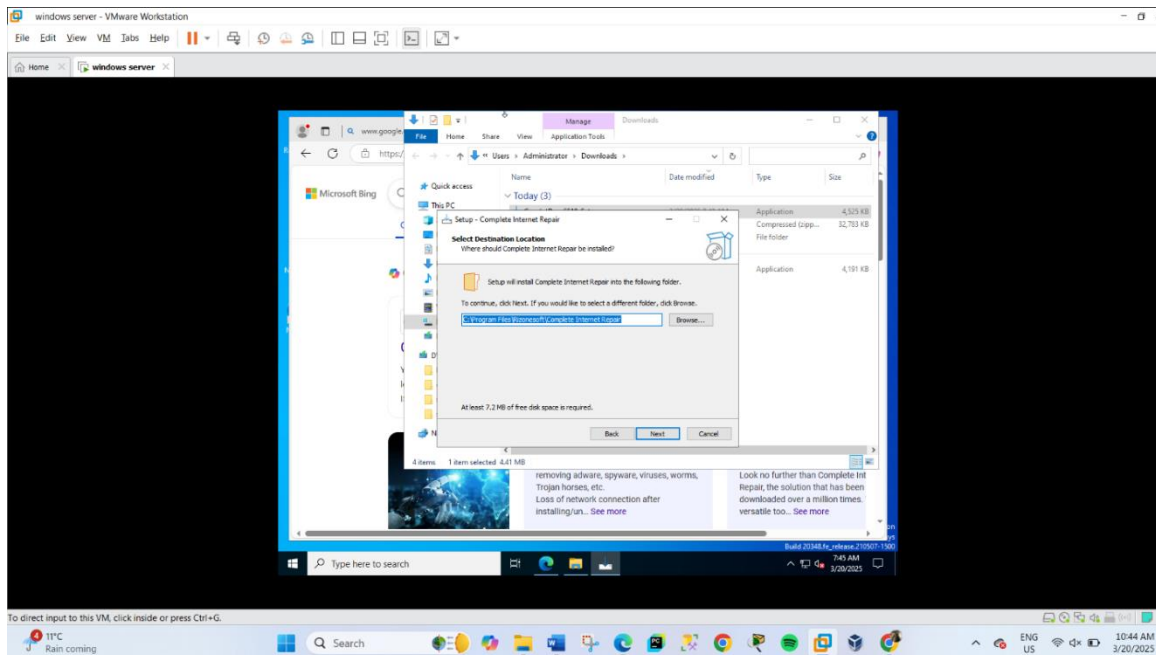 windows server - VMware Workstation
File Edit View VM Tabs Help
Home windows server
Manage Downloads
www.google.
File Home Share View Application Tools
https:/
Users Administrator Downloads
Microsoft Bing
Quick access
Name Date modified Type Size
Today (3)
This PC
Application 4,525 KB
Compressed (zipp... 32,783 KB
File folder
Application 4,191 KB
Setup - Complete Internet Repair
Select Destination Location
Where should Complete Internet Repair be installed?
Setup will install Complete Internet Repair into the following folder.
To continue, click Next. If you would like to select a different folder, click Browse.
C:\Program Files\Rizonesoft\Complete Internet Repair
Browse...
At least 7.2 MB of free disk space is required.
Back Next Cancel
4 items 1 item selected 4.41 MB
removing adware, spyware, viruses, worms,
Trojan horses, etc.
Loss of network connection after
installing/un... See more
Look no further than Complete Int
Repair, the solution that has been
downloaded over a million times.
versatile too... See more
Build 20348.fe_release.210507-1500
Type here to search
7:45 AM
3/20/2025
To direct input to this VM, click inside or press Ctrl+G.
4
11°C
Rain coming
Search
ENG
US
10:44 AM
3/20/2025